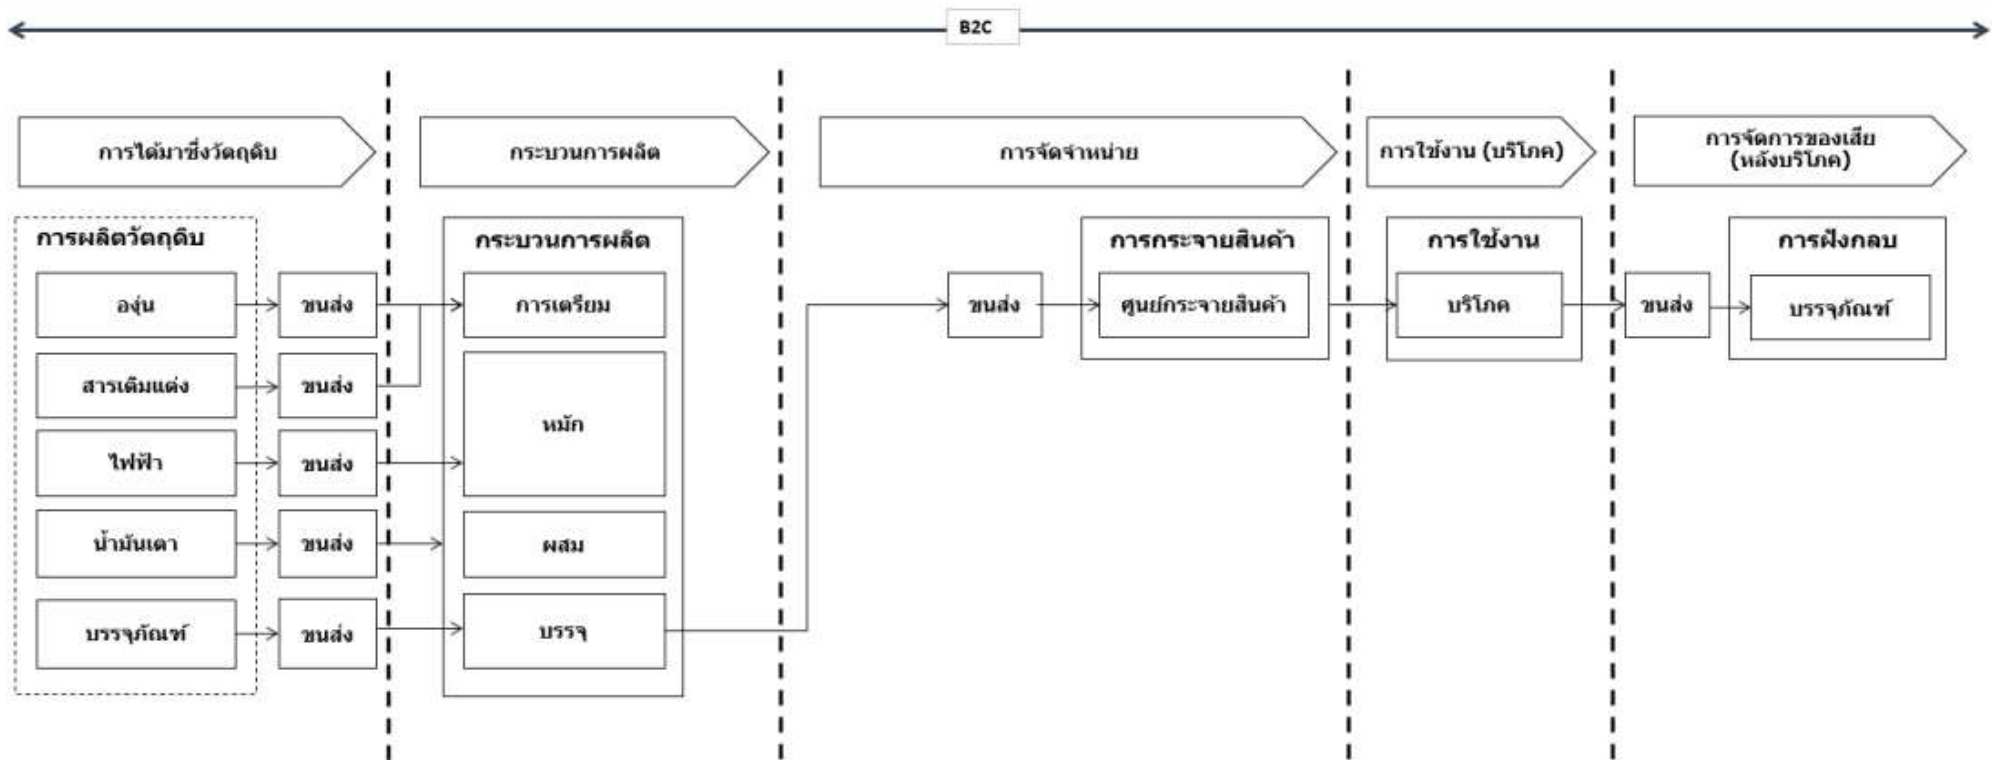 B2C
การได้มาซึ่งวัตถุดิบ
กระบวนการผลิต
การจัดจำหน่าย
การใช้งาน (บริโภค)
การจัดการของเสีย
(หลังบริโภค)
การผลิตวัตถุดิบ
องุ่น
ขนส่ง
สารเติมแต่ง
ขนส่ง
ไฟฟ้า
ขนส่ง
น้ำมันเตา
ขนส่ง
บรรจุภัณฑ์
ขนส่ง
กระบวนการผลิต
การเตรียม
หมัก
ผสม
บรรจุ
ขนส่ง
การกระจายสินค้า
ศูนย์กระจายสินค้า
การใช้งาน
บริโภค
ขนส่ง
การฝังกลบ
บรรจุภัณฑ์